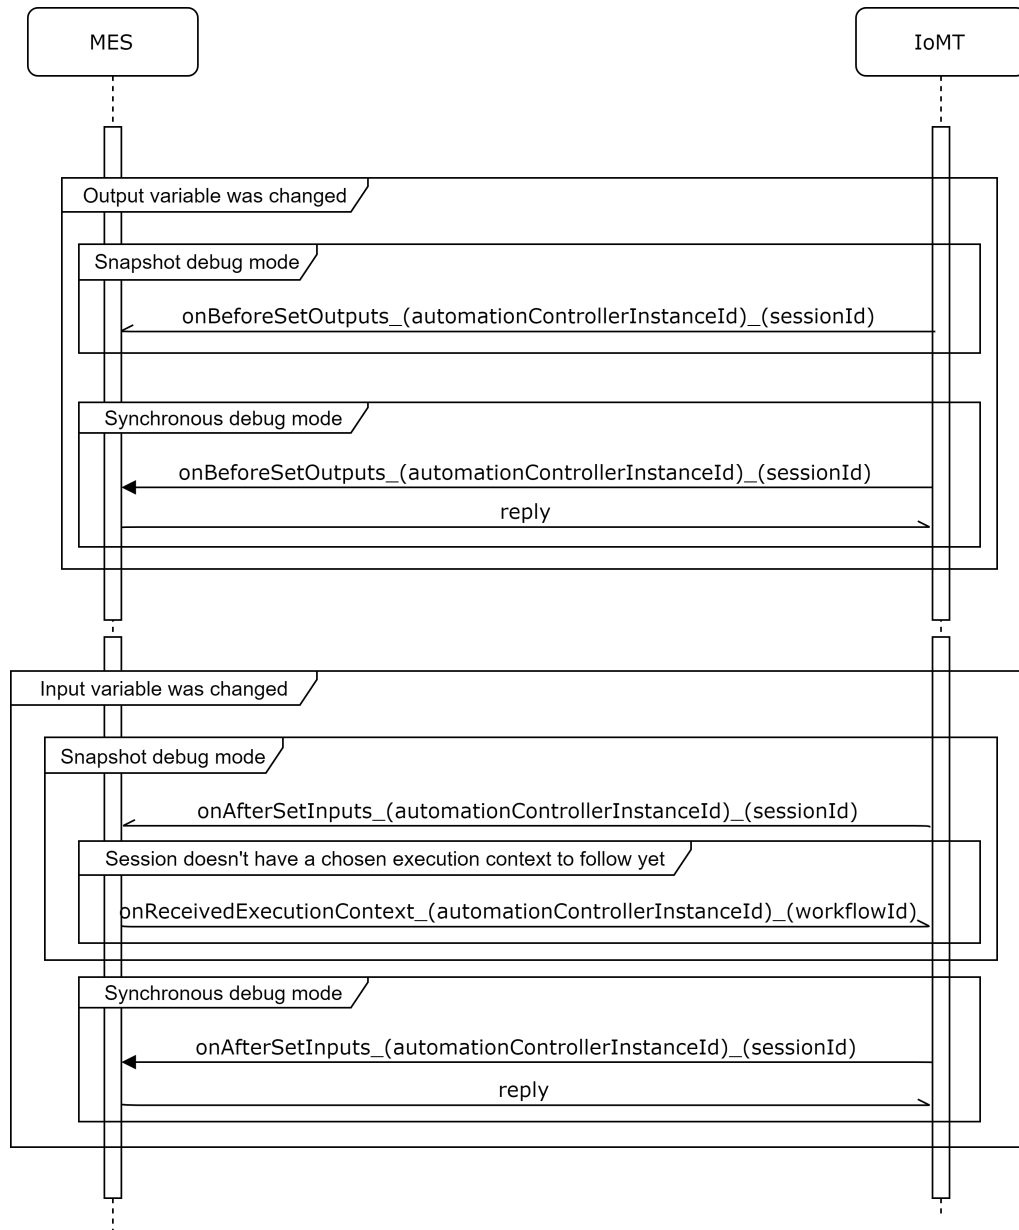 MES
IoMT
Output variable was changed
Snapshot debug mode
onBeforeSetOutputs_(automationControllerInstanceId)_(sessionId)
Synchronous debug mode
onBeforeSetOutputs_(automationControllerInstanceId)_(sessionId)
reply
Input variable was changed
Snapshot debug mode
onAfterSetInputs_(automationControllerInstanceId)_(sessionId)
Session doesn't have a chosen execution context to follow yet
onReceivedExecutionContext_(automationControllerInstanceId)_(workflowId)
Synchronous debug mode
onAfterSetInputs_(automationControllerInstanceId)_(sessionId)
reply